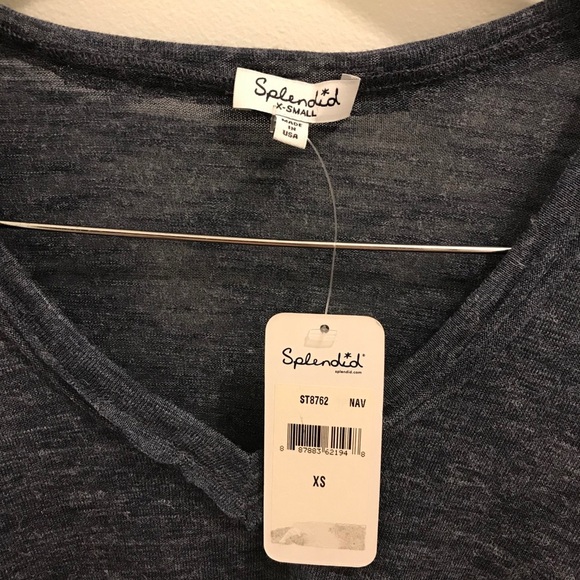 Splendid
X-SMALL
MADE
IN
USA
Splendid®
splendid.com
ST8762 NAV
8 87883 62194 8
XS